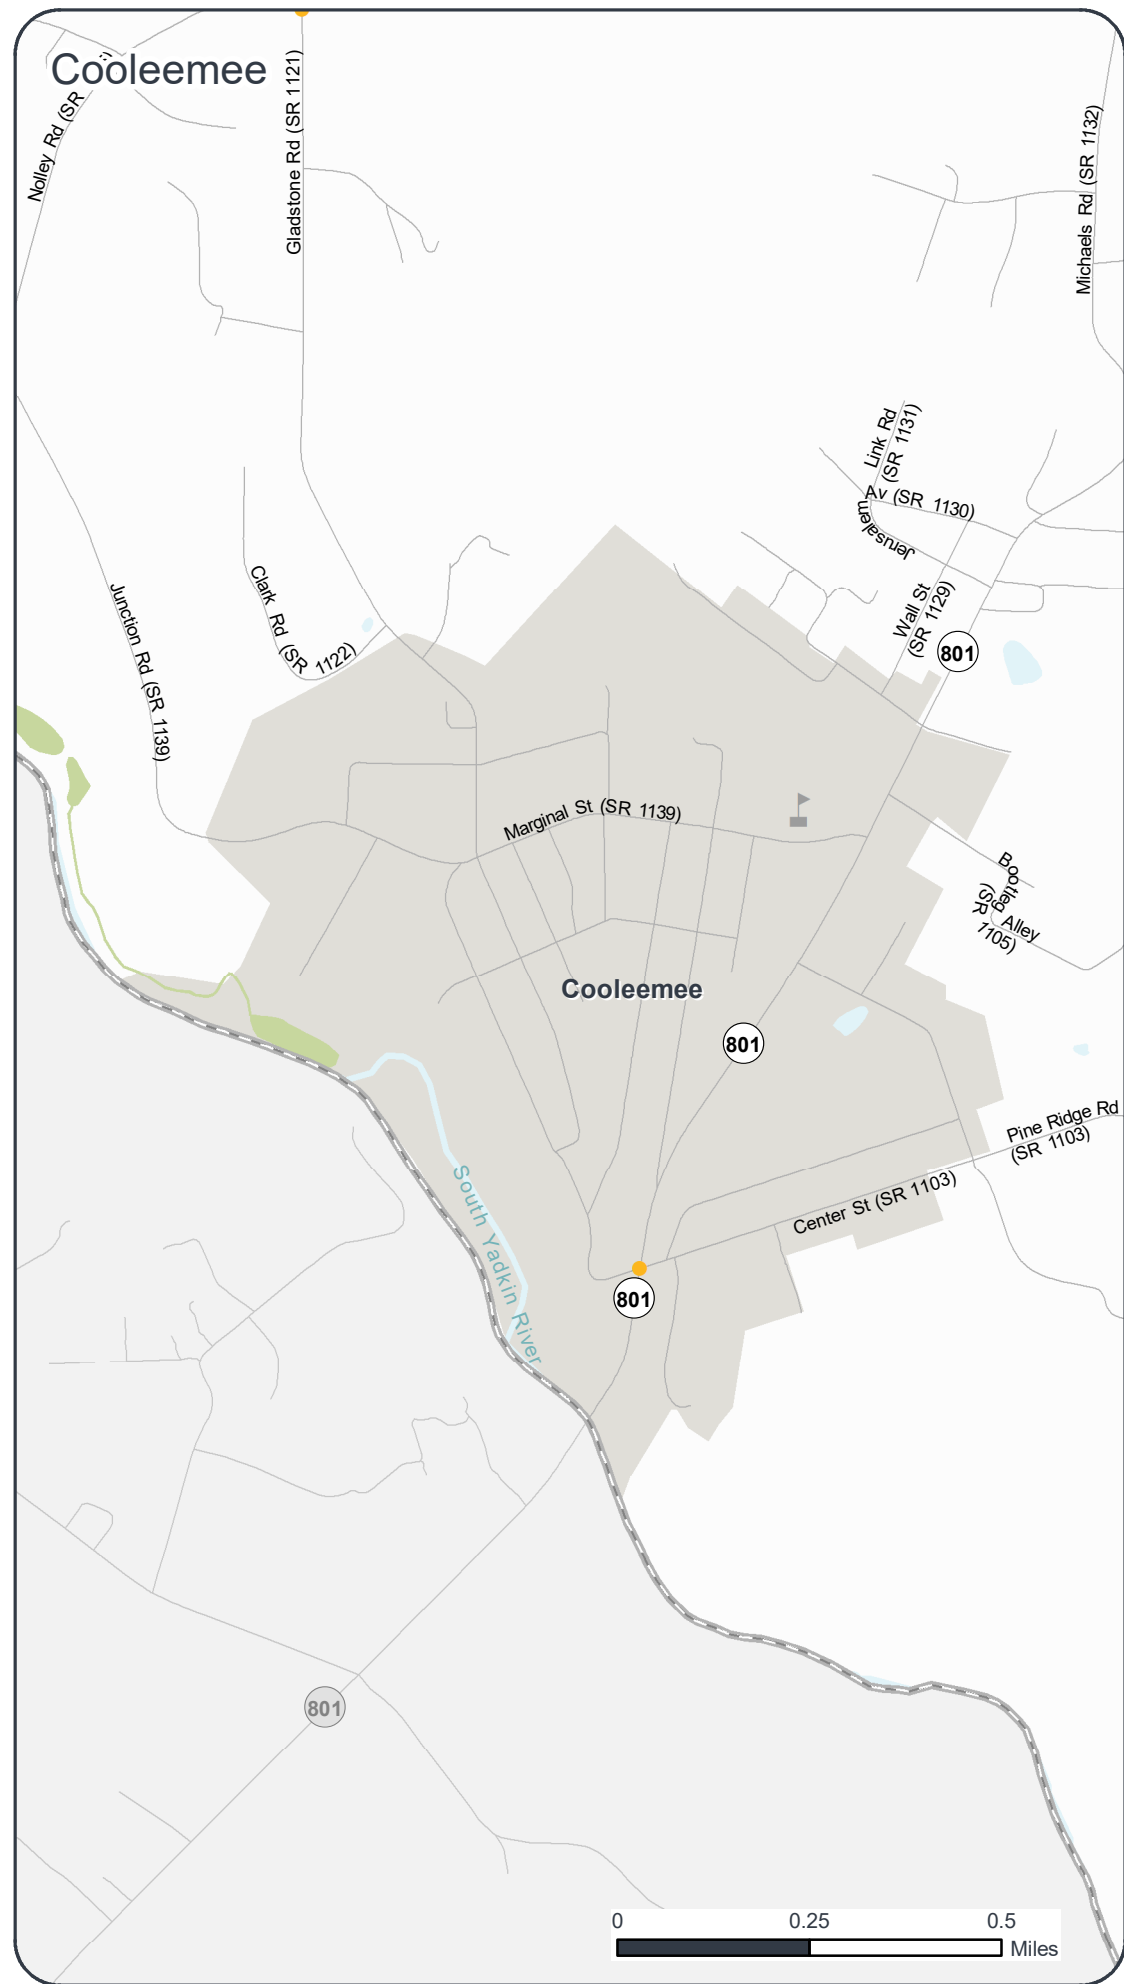 Cooleemee
Nolley Rd (SR
Gladstone Rd (SR 1121)
Michaels Rd (SR 1132)
Link Rd
(SR 1131)
Jerusalem
Av (SR 1130)
Wall St
(SR 1129)
801
Clark Rd (SR 1122)
Junction Rd (SR 1139)
Marginal St (SR 1139)
Bootleg Alley
(SR 1105)
Cooleemee
801
Pine Ridge Rd
(SR 1103)
Center St (SR 1103)
South Yadkin River
801
801
0 0.25 0.5
Miles